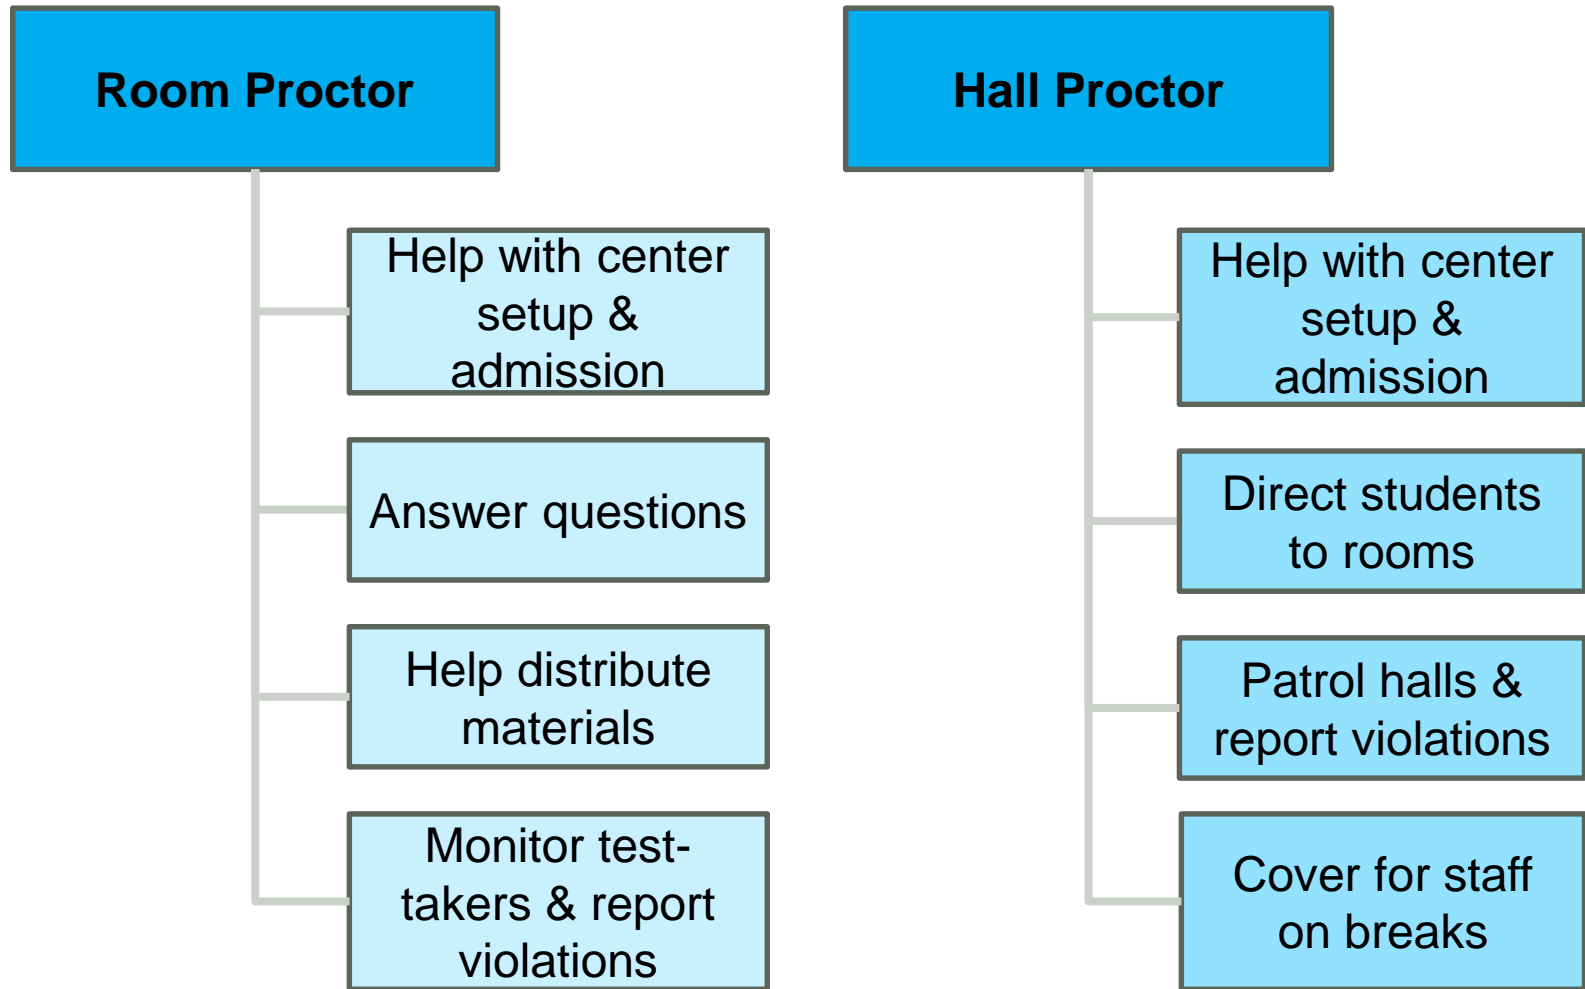 Room Proctor
Help with center
setup &
admission
Answer questions
Help distribute
materials
Monitor test-
takers & report
violations
Hall Proctor
Help with center
setup &
admission
Direct students
to rooms
Patrol halls &
report violations
Cover for staff
on breaks